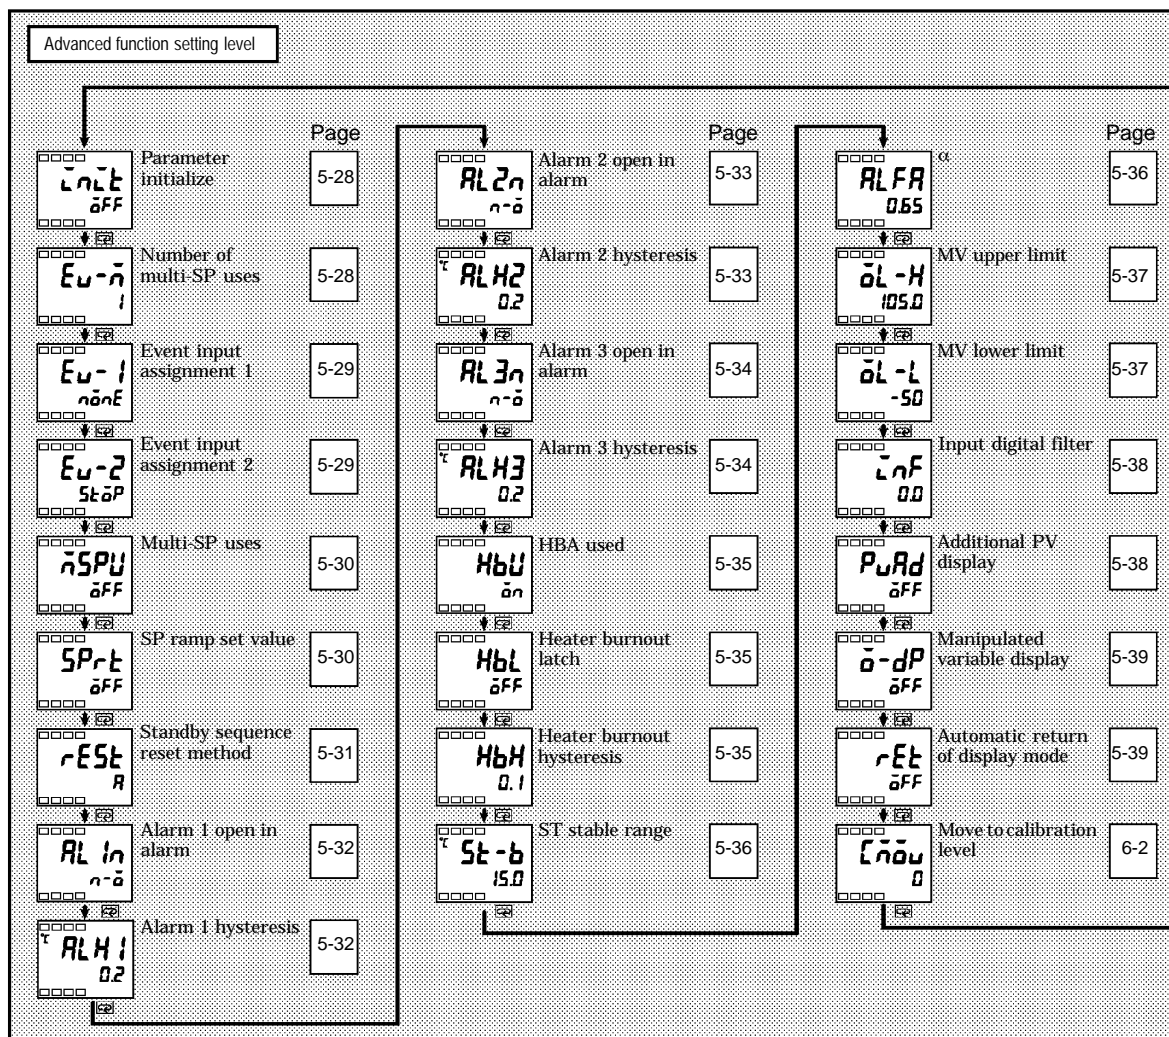 Advanced function setting level
Page
init
oFF
Parameter
initialize
5-28
Ev-m
1
Number of
multi-SP uses
5-28
Ev-1
nonE
Event input
assignment 1
5-29
Ev-2
StoP
Event input
assignment 2
5-29
mSPU
oFF
Multi-SP uses
5-30
SPrt
oFF
SP ramp set value
5-30
rESt
A
Standby sequence
reset method
5-31
AL1n
n-o
Alarm 1 open in
alarm
5-32
°C
ALH1
0.2
Alarm 1 hysteresis
5-32
Page
AL2n
n-o
Alarm 2 open in
alarm
5-33
°C
ALH2
0.2
Alarm 2 hysteresis
5-33
AL3n
n-o
Alarm 3 open in
alarm
5-34
°C
ALH3
0.2
Alarm 3 hysteresis
5-34
HbU
on
HBA used
5-35
HbL
oFF
Heater burnout
latch
5-35
HbH
0.1
Heater burnout
hysteresis
5-35
°C
St-b
15.0
ST stable range
5-36
Page
ALFA
0.65
α
5-36
oL-H
105.0
MV upper limit
5-37
oL-L
-50
MV lower limit
5-37
inF
0.0
Input digital filter
5-38
PvAd
oFF
Additional PV
display
5-38
o-dP
oFF
Manipulated
variable display
5-39
rEt
oFF
Automatic return
of display mode
5-39
Cmov
0
Move to calibration
level
6-2